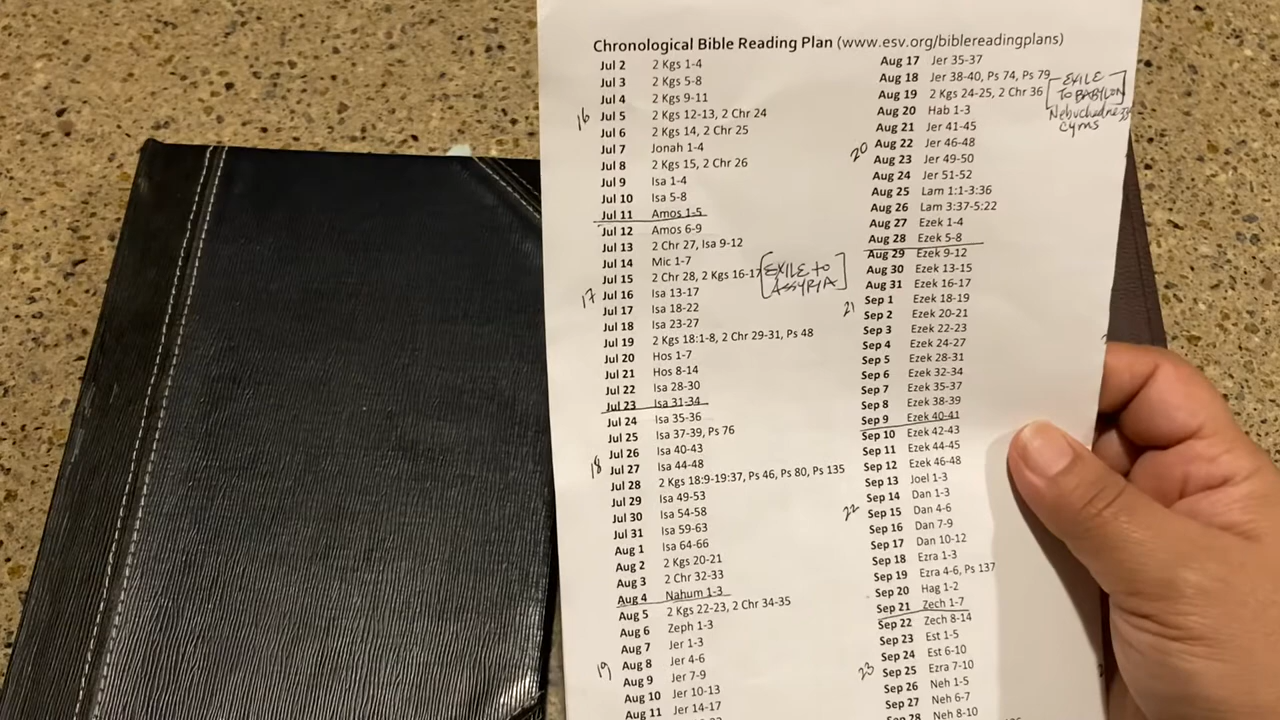 Chronological Bible Reading Plan (www.esv.org/biblereadingplans)
Jul 2 2 Kgs 1-4
Jul 3 2 Kgs 5-8
Jul 4 2 Kgs 9-11
16 Jul 5 2 Kgs 12-13, 2 Chr 24
Jul 6 2 Kgs 14, 2 Chr 25
Jul 7 Jonah 1-4
Jul 8 2 Kgs 15, 2 Chr 26
Jul 9 Isa 1-4
Jul 10 Isa 5-8
Jul 11 Amos 1-5
Jul 12 Amos 6-9
Jul 13 2 Chr 27, Isa 9-12
Jul 14 Mic 1-7
Jul 15 2 Chr 28, 2 Kgs 16-17
EXILE to
ASSYRIA
17 Jul 16 Isa 13-17
Jul 17 Isa 18-22
Jul 18 Isa 23-27
Jul 19 2 Kgs 18:1-8, 2 Chr 29-31, Ps 48
Jul 20 Hos 1-7
Jul 21 Hos 8-14
Jul 22 Isa 28-30
Jul 23 Isa 31-34
Jul 24 Isa 35-36
Jul 25 Isa 37-39, Ps 76
Jul 26 Isa 40-43
18 Jul 27 Isa 44-48
Jul 28 2 Kgs 18:9-19:37, Ps 46, Ps 80, Ps 135
Jul 29 Isa 49-53
Jul 30 Isa 54-58
Jul 31 Isa 59-63
Aug 1 Isa 64-66
Aug 2 2 Kgs 20-21
Aug 3 2 Chr 32-33
Aug 4 Nahum 1-3
Aug 5 2 Kgs 22-23, 2 Chr 34-35
Aug 6 Zeph 1-3
Aug 7 Jer 1-3
19 Aug 8 Jer 4-6
Aug 9 Jer 7-9
Aug 10 Jer 10-13
Aug 11 Jer 14-17
Aug 17 Jer 35-37
Aug 18 Jer 38-40, Ps 74, Ps 79
Aug 19 2 Kgs 24-25, 2 Chr 36
EXILE
TO BABYLON
Aug 20 Hab 1-3
Aug 21 Jer 41-45
20 Aug 22 Jer 46-48
Aug 23 Jer 49-50
Aug 24 Jer 51-52
Aug 25 Lam 1:1-3:36
Aug 26 Lam 3:37-5:22
Aug 27 Ezek 1-4
Aug 28 Ezek 5-8
Aug 29 Ezek 9-12
Aug 30 Ezek 13-15
Aug 31 Ezek 16-17
21 Sep 1 Ezek 18-19
Sep 2 Ezek 20-21
Sep 3 Ezek 22-23
Sep 4 Ezek 24-27
Sep 5 Ezek 28-31
Sep 6 Ezek 32-34
Sep 7 Ezek 35-37
Sep 8 Ezek 38-39
Sep 9 Ezek 40-41
Sep 10 Ezek 42-43
Sep 11 Ezek 44-45
Sep 12 Ezek 46-48
Sep 13 Joel 1-3
Sep 14 Dan 1-3
22 Sep 15 Dan 4-6
Sep 16 Dan 7-9
Sep 17 Dan 10-12
Sep 18 Ezra 1-3
Sep 19 Ezra 4-6, Ps 137
Sep 20 Hag 1-2
Sep 21 Zech 1-7
Sep 22 Zech 8-14
Sep 23 Est 1-5
Sep 24 Est 6-10
23 Sep 25 Ezra 7-10
Sep 26 Neh 1-5
Sep 27 Neh 6-7
Sep 28 Neh 8-10